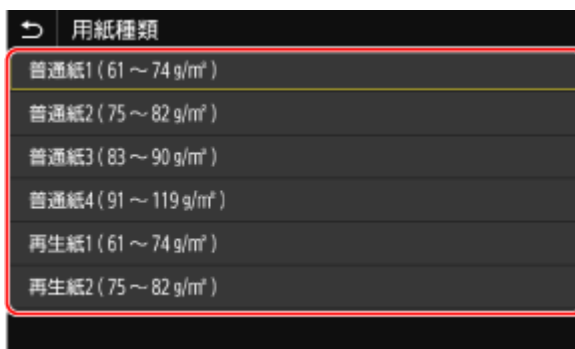 用紙種類
普通紙1 ( 61 ～ 74 g/m² )
普通紙2 ( 75 ～ 82 g/m² )
普通紙3 ( 83 ～ 90 g/m² )
普通紙4 ( 91 ～ 119 g/m² )
再生紙1 ( 61 ～ 74 g/m² )
再生紙2 ( 75 ～ 82 g/m² )